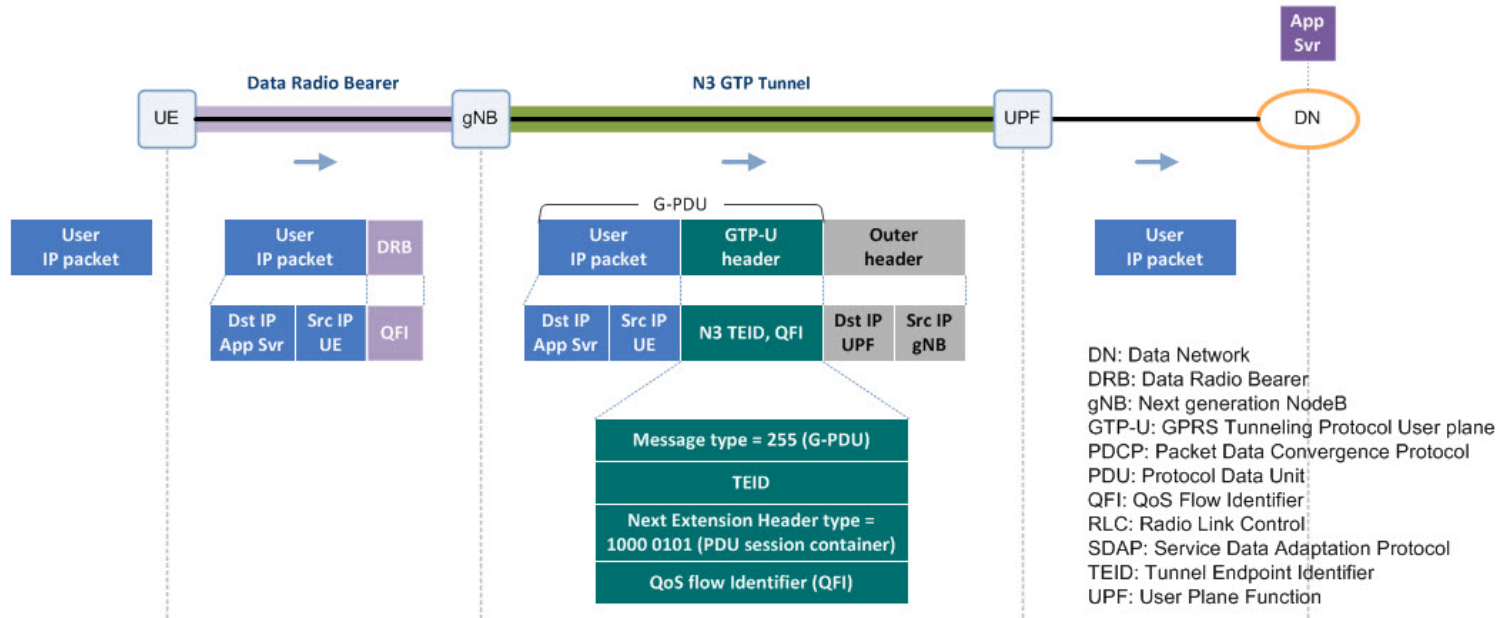 App
Svr
Data Radio Bearer
N3 GTP Tunnel
UE
gNB
UPF
DN
G-PDU
User
IP packet
User
IP packet
DRB
User
IP packet
GTP-U
header
Outer
header
User
IP packet
Dst IP
App Svr
Src IP
UE
QFI
Dst IP
App Svr
Src IP
UE
N3 TEID, QFI
Dst IP
UPF
Src IP
gNB
Message type = 255 (G-PDU)
TEID
Next Extension Header type =
1000 0101 (PDU session container)
QoS flow Identifier (QFI)
DN: Data Network
DRB: Data Radio Bearer
gNB: Next generation NodeB
GTP-U: GPRS Tunneling Protocol User plane
PDCP: Packet Data Convergence Protocol
PDU: Protocol Data Unit
QFI: QoS Flow Identifier
RLC: Radio Link Control
SDAP: Service Data Adaptation Protocol
TEID: Tunnel Endpoint Identifier
UPF: User Plane Function